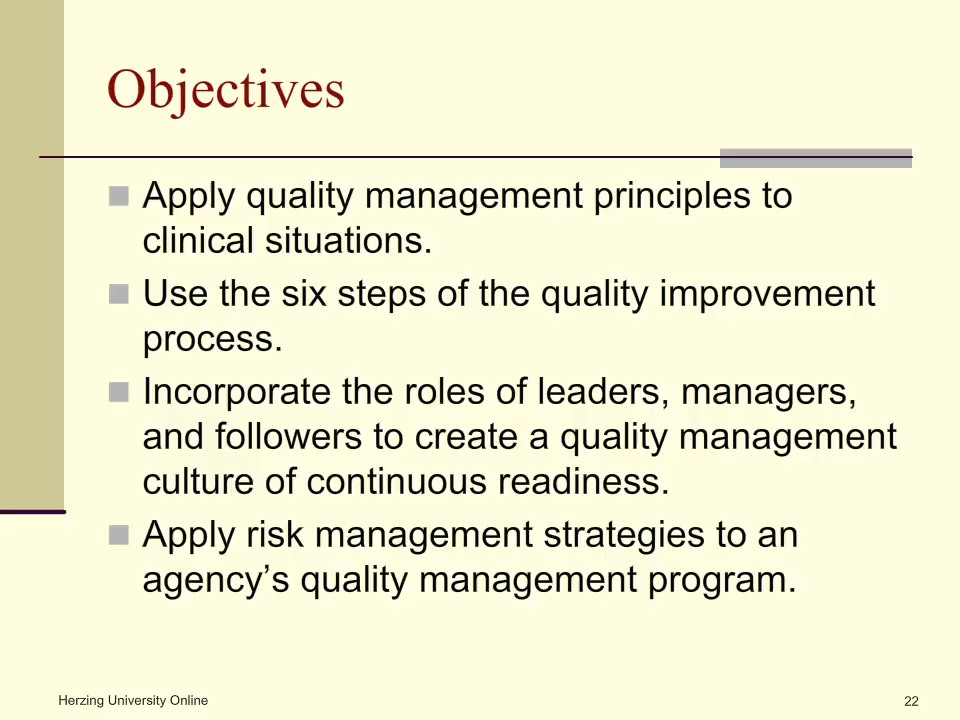 Objectives
Apply quality management principles to
clinical situations.
Use the six steps of the quality improvement
process.
Incorporate the roles of leaders, managers,
and followers to create a quality management
culture of continuous readiness.
Apply risk management strategies to an
agency’s quality management program.
Herzing University Online
22